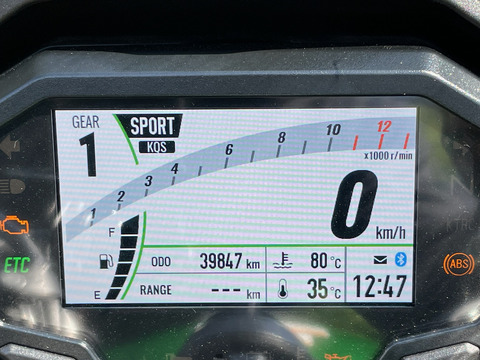 GEAR
1
SPORT
KQS
1 2 3 4 6 8 10 12
x1000 r/min
0 km/h
F
E
ETC
ABS
ODO 39847 km 80 °C
RANGE --- km 35 °C 12:47